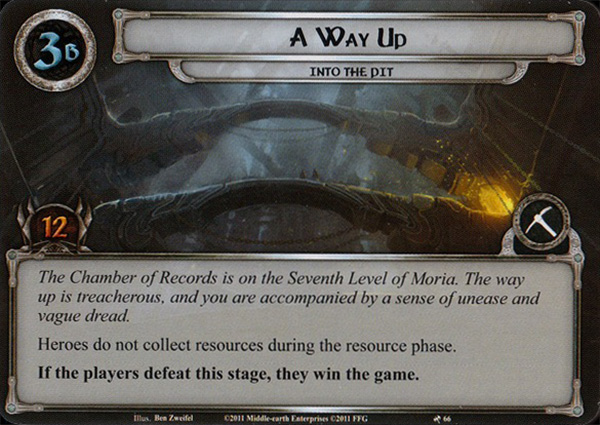 3B
A Way Up
INTO THE PIT
12
The Chamber of Records is on the Seventh Level of Moria. The way
up is treacherous, and you are accompanied by a sense of unease and
vague dread.
Heroes do not collect resources during the resource phase.
If the players defeat this stage, they win the game.
Illus. Ben Zweifel ©2011 Middle-earth Enterprises ©2011 FFG 66